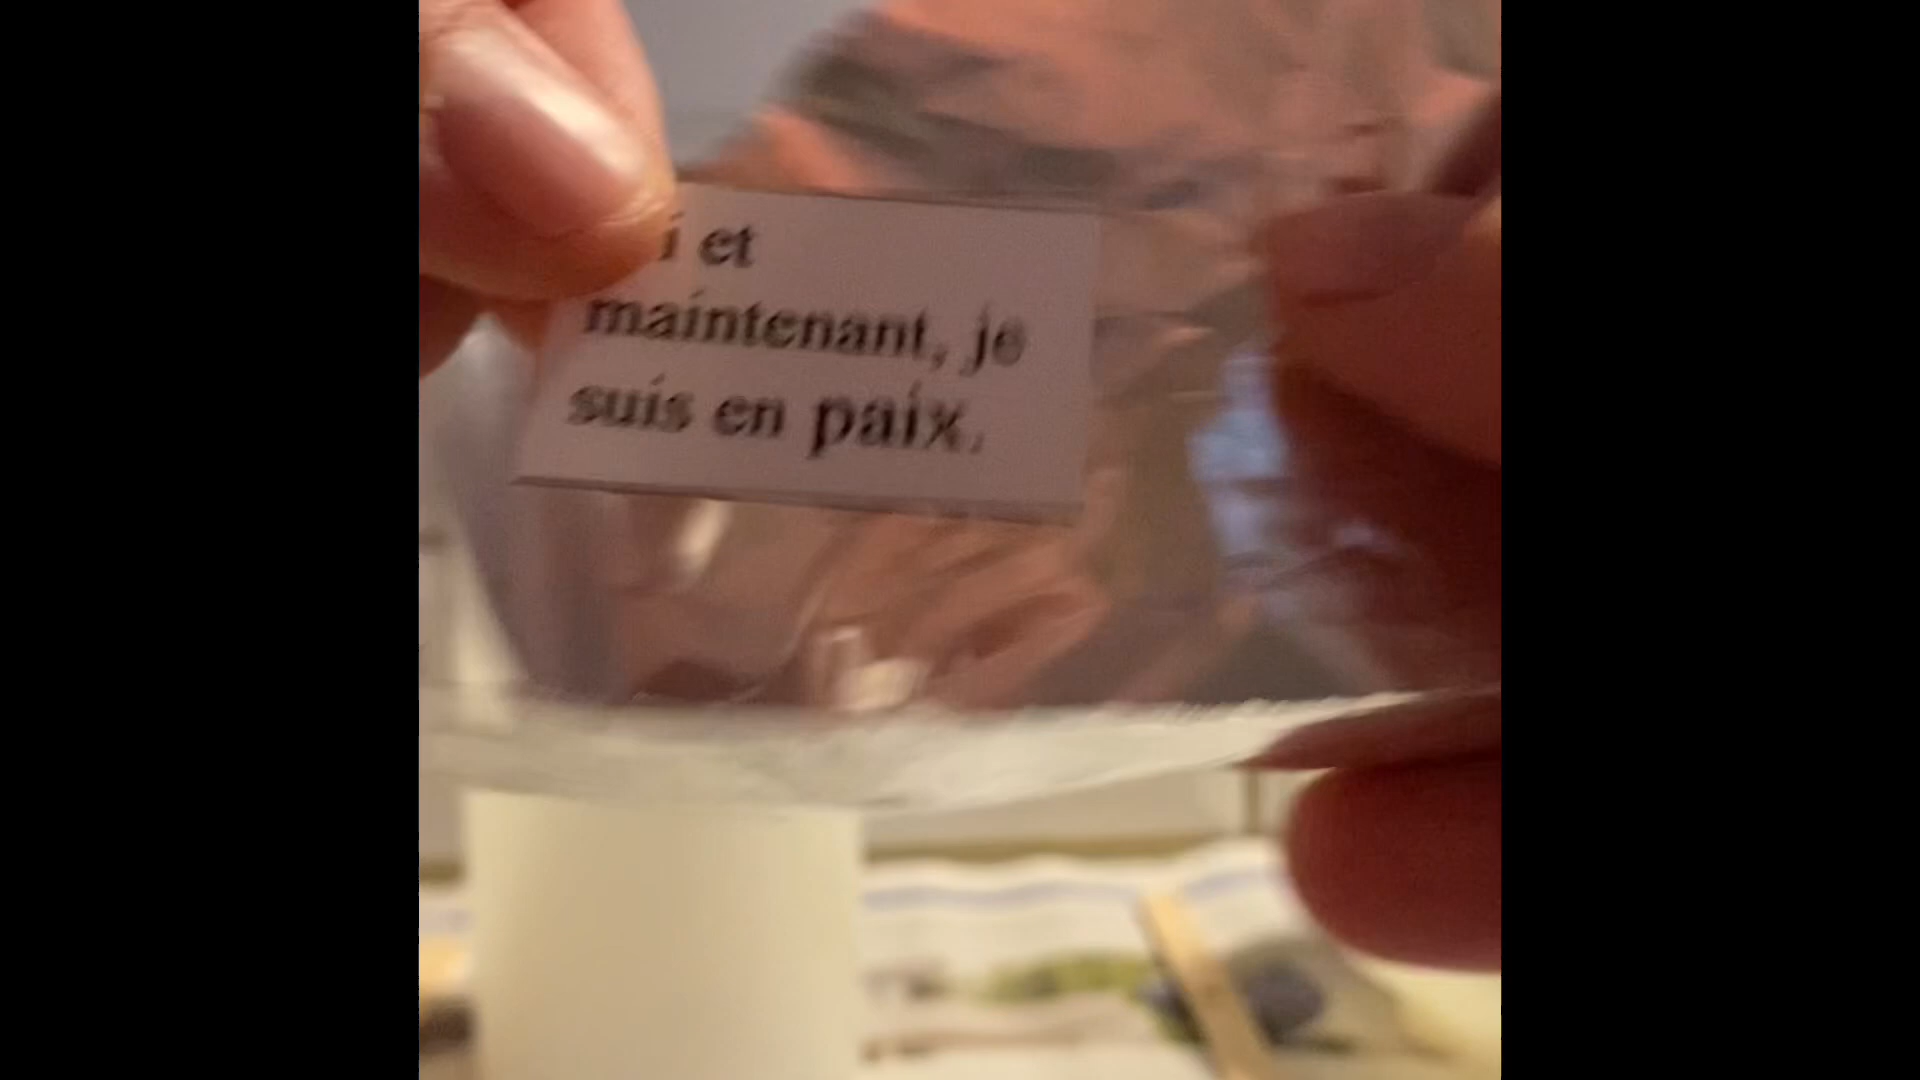 et
maintenant, je
suis en paix.